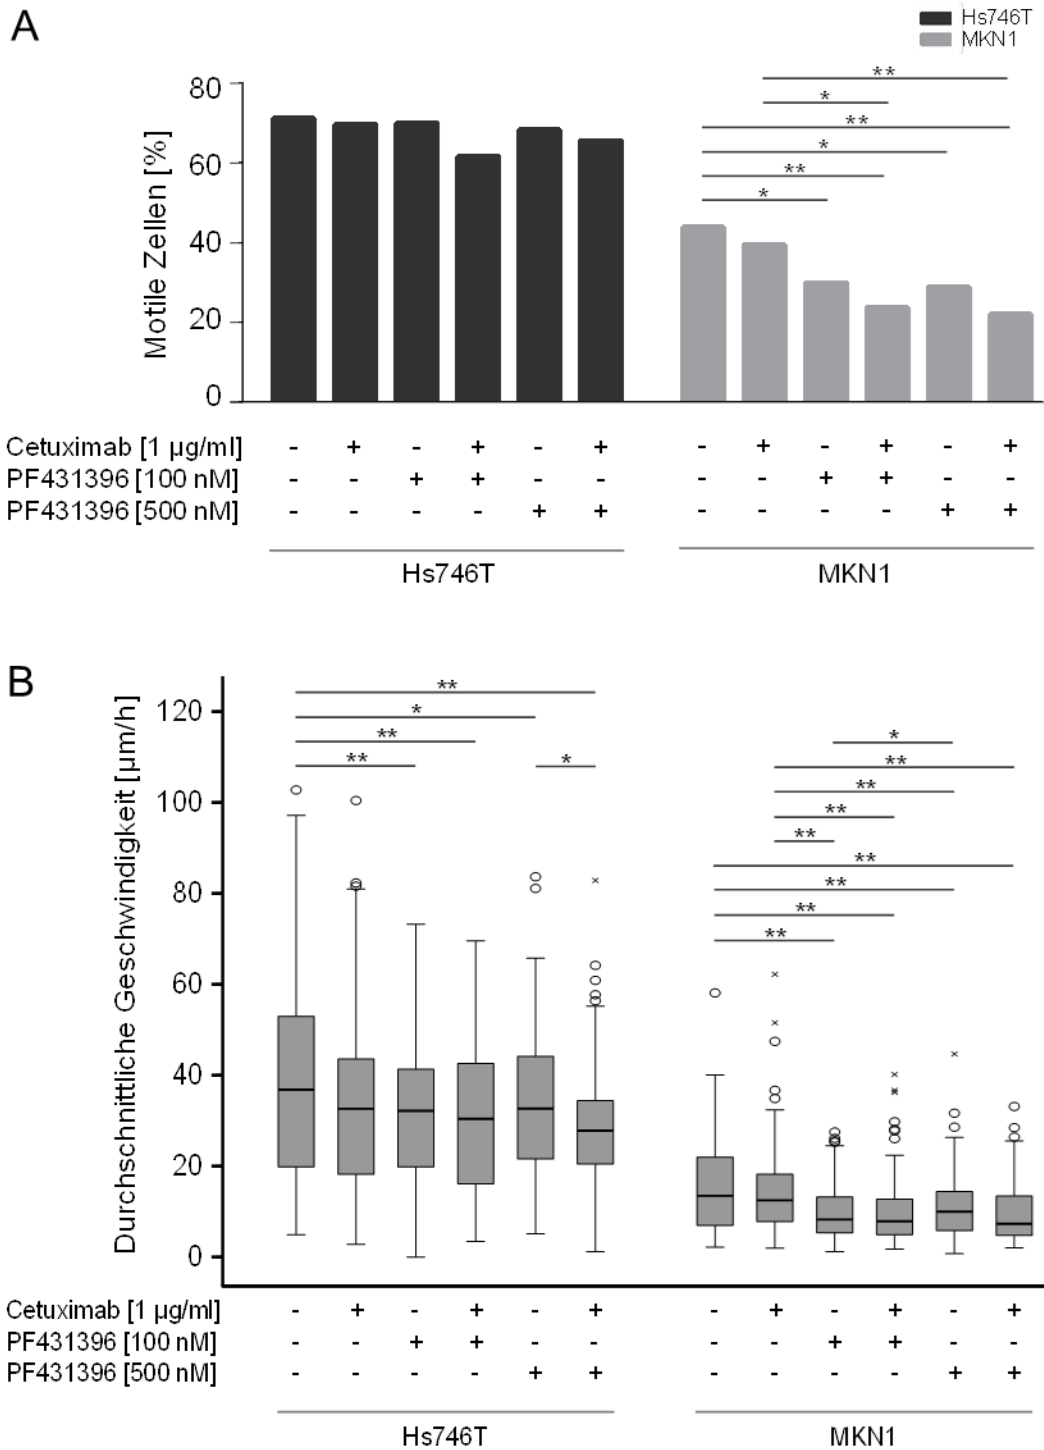 A
Hs746T
MKN1
**
*
**
*
**
*
80
60
40
20
0
Motile Zellen [%]
Cetuximab [1 µg/ml] - + - + - + - + - + - +
PF431396 [100 nM] - - + + - - - - + + - -
PF431396 [500 nM] - - - - + + - - - - + +
Hs746T MKN1
B
**
*
**
** *
*
**
**
**
**
**
**
**
**
120
100
80
60
40
20
0
Durchschnittliche Geschwindigkeit [µm/h]
Cetuximab [1 µg/ml] - + - + - + - + - + - +
PF431396 [100 nM] - - + + - - - - + + - -
PF431396 [500 nM] - - - - + + - - - - + +
Hs746T MKN1